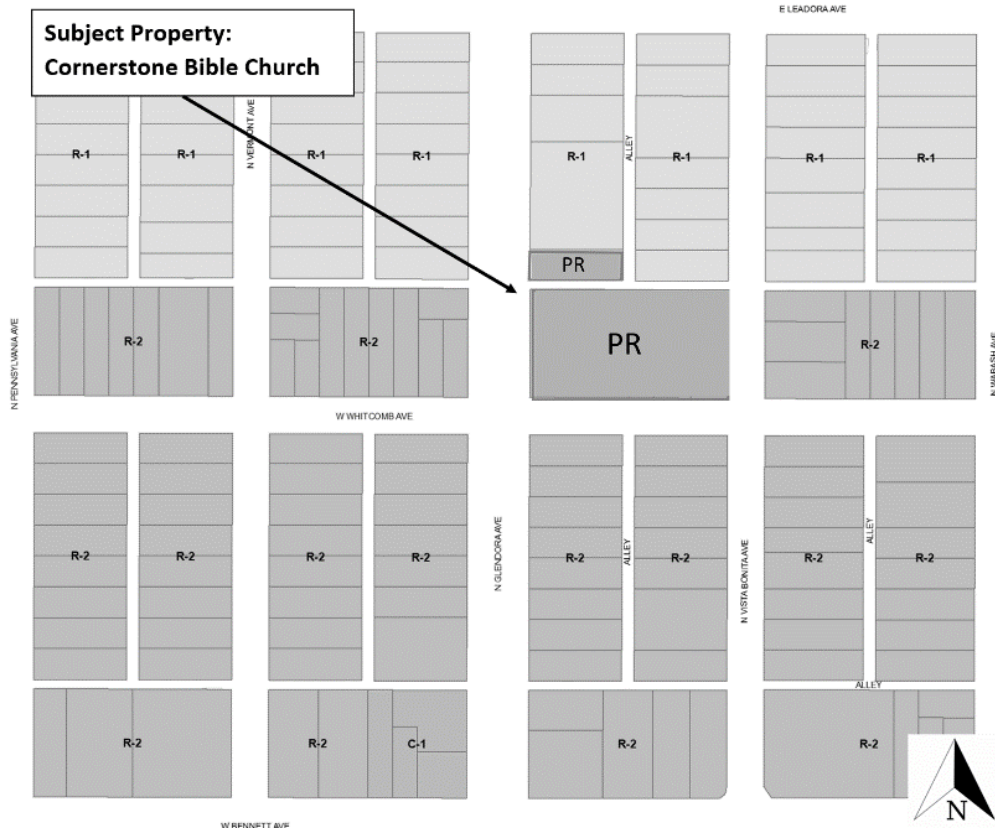 E LEADORA AVE
Subject Property:
Cornerstone Bible Church
N VERMONT AVE
R-1
R-1
R-1
R-1
R-1
ALLEY
R-1
R-1
R-1
PR
PR
N PENNSYLVANIA AVE
R-2
R-2
R-2
N WABASH AVE
W WHITCOMB AVE
N GLENDORA AVE
R-2
R-2
R-2
R-2
R-2
ALLEY
R-2
N VISTA BONITA AVE
R-2
ALLEY
R-2
ALLEY
R-2
R-2
C-1
R-2
R-2
N
W BENNETT AVE